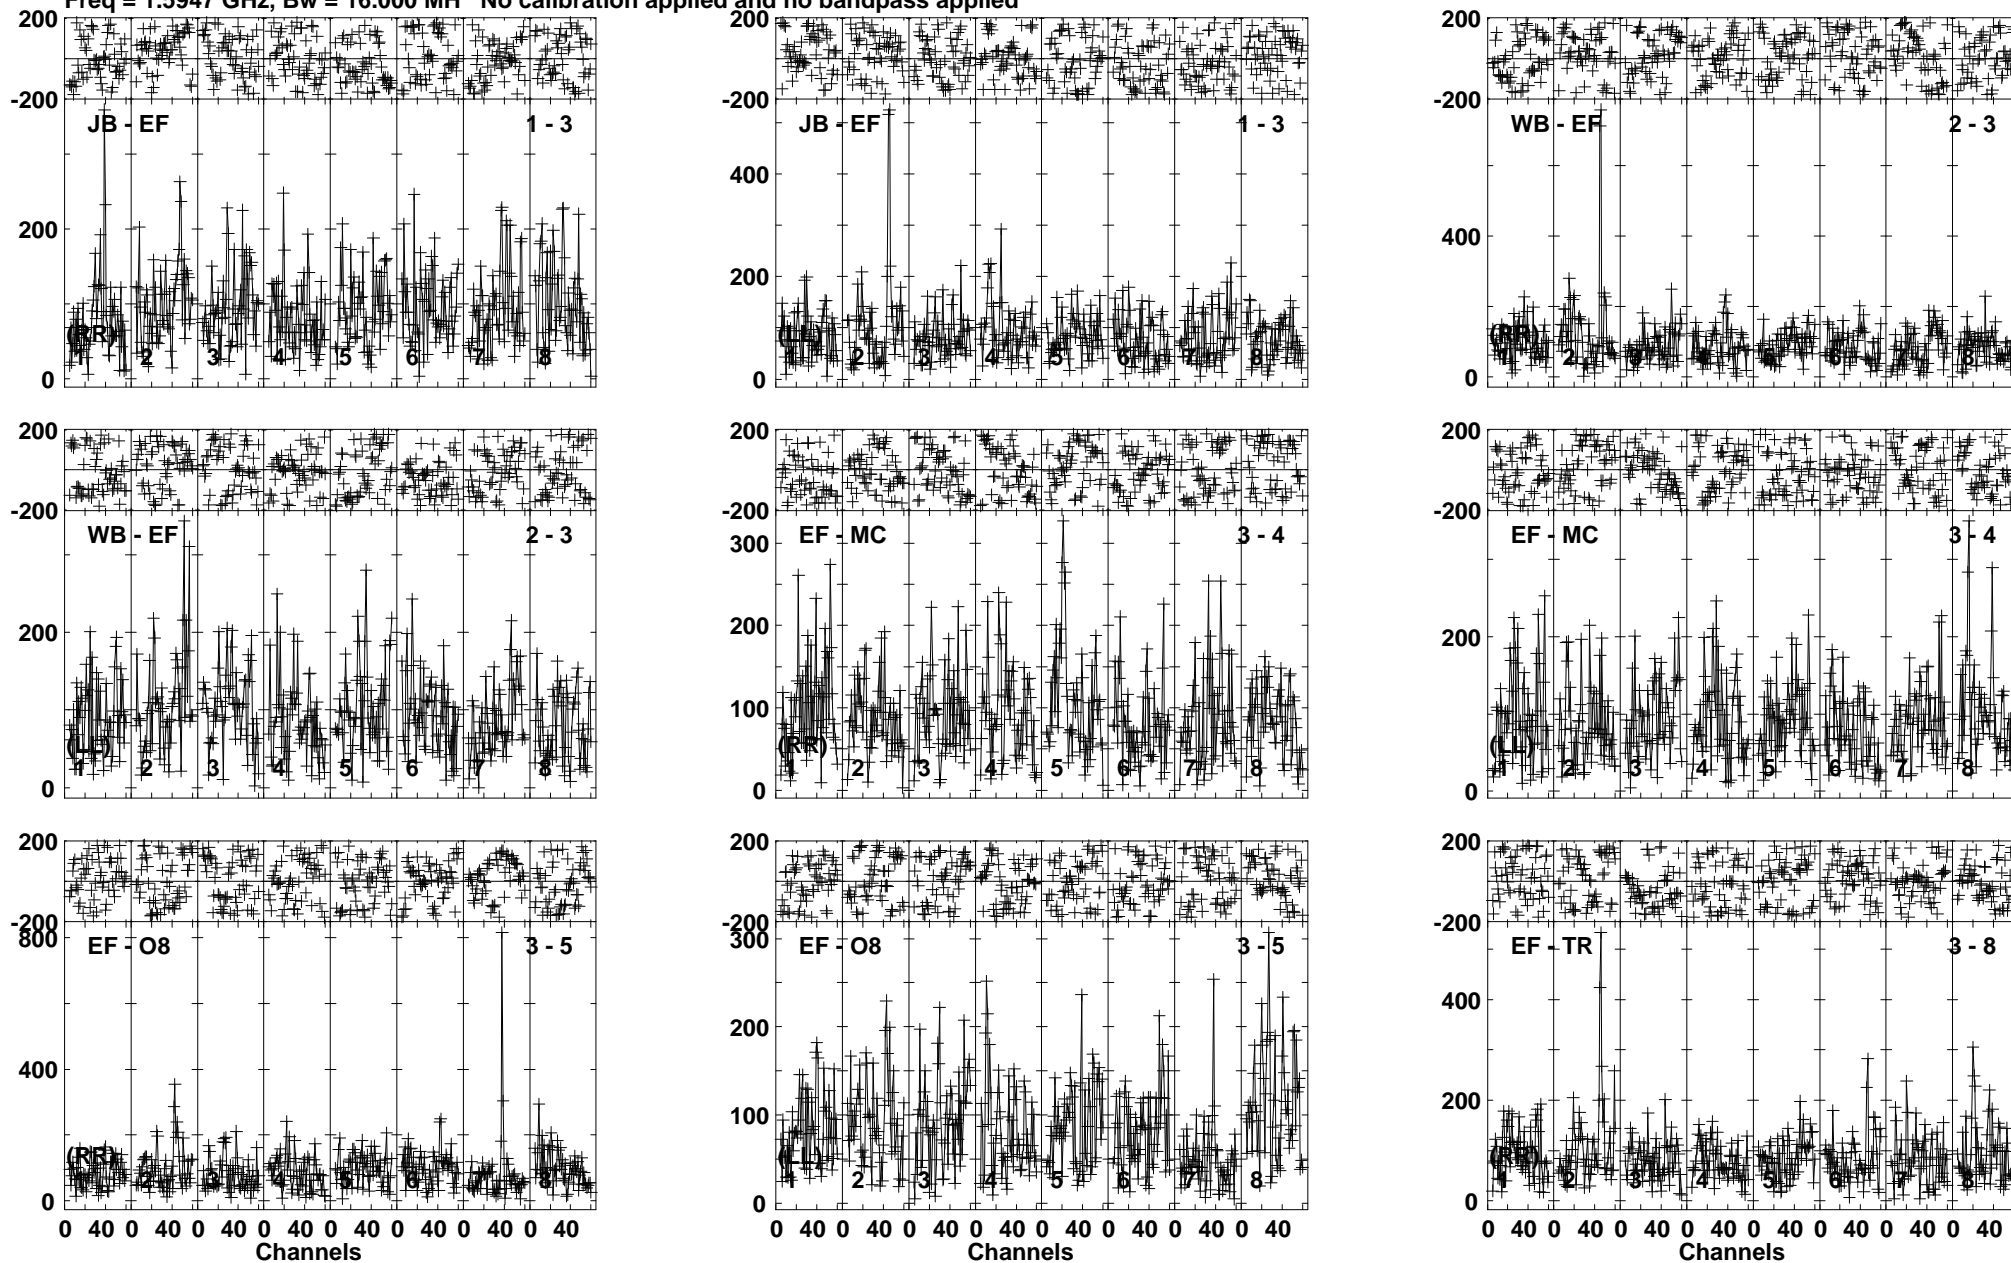 Freq = 1.5947 GHz, Bw = 16.000 MH No calibration applied and no bandpass applied
200 200 200
-200 -200 -200
JB - EF 1 - 3 JB - EF 1 - 3 WB - EF 2 - 3
400 400
200 200
(RR) (LL) (RR)
1 2 3 4 5 6 7 8 1 2 3 4 5 6 7 8 1 2 3 4 5 6 7 8
0 0 0
200 200 200
-200 -200 -200
WB - EF 2 - 3 EF - MC 3 - 4 EF - MC 3 - 4
300
200 200 200
100
(LL) (RR) (LL)
1 2 3 4 5 6 7 8 1 2 3 4 5 6 7 8 1 2 3 4 5 6 7 8
0 0 0
200 200 200
-200 -200 -200
800 300
EF - O8 3 - 5 EF - O8 3 - 5 EF - TR 3 - 8
400 200 400
100 200
(RR) (LL) (RR)
1 2 3 4 5 6 7 8 1 2 3 4 5 6 7 8 1 2 3 4 5 6 7 8
0 0 0
0 40 0 40 0 40 0 40 0 40 0 40 0 40 0 40 0 40 0 40 0 40 0 40 0 40 0 40 0 40 0 40 0 40 0 40 0 40 0 40 0 40 0 40 0 40 0 40
Channels Channels Channels